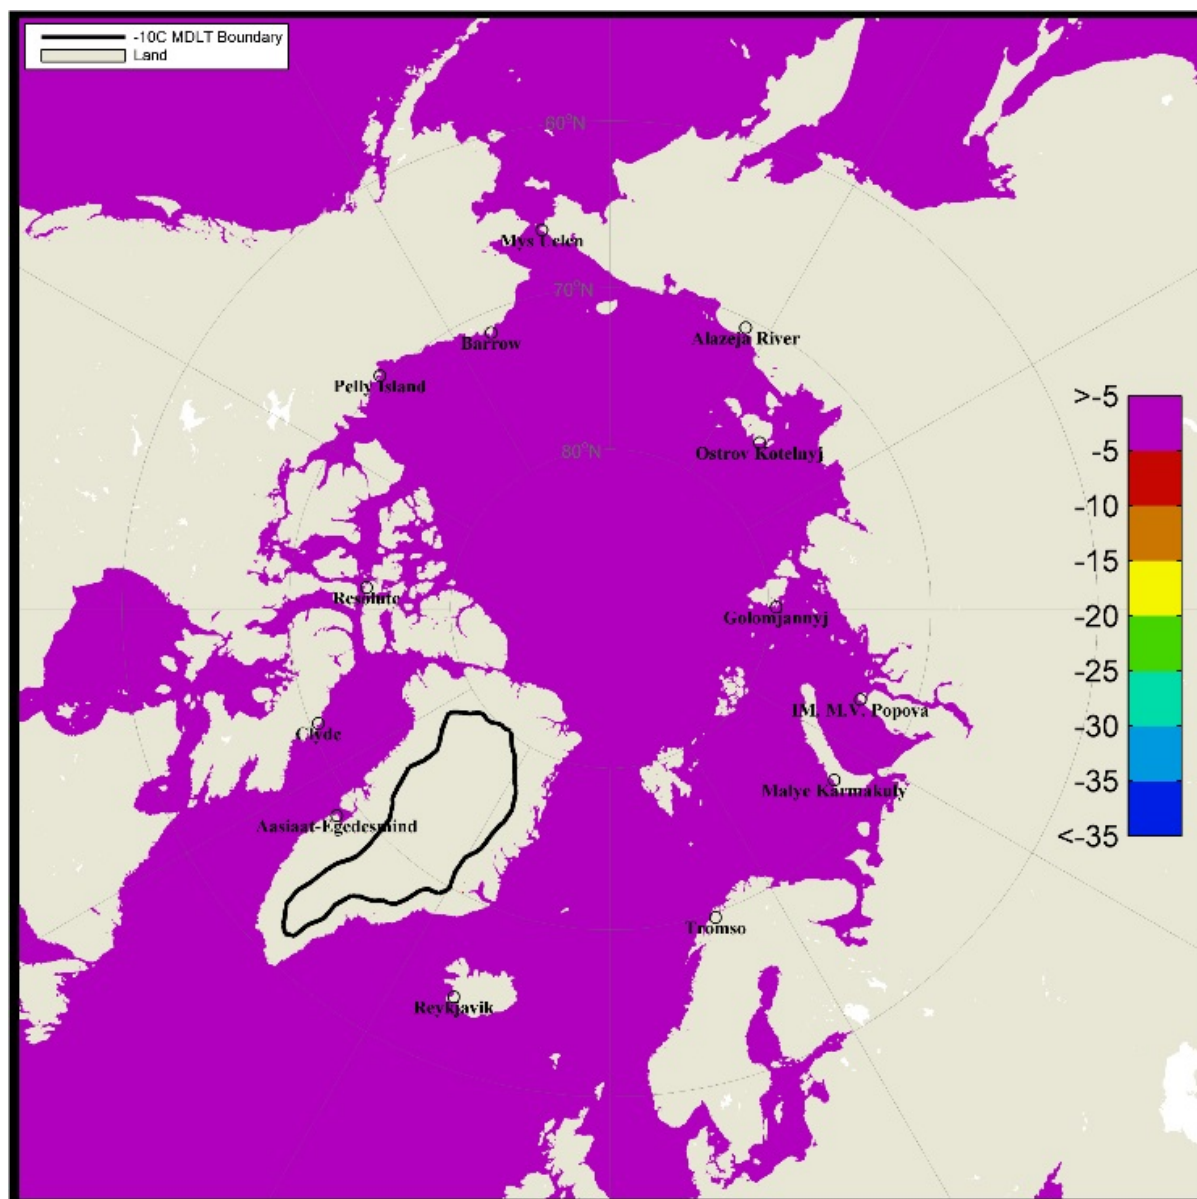 -10C MDLT Boundary
Land
60°N
Mys Uelen
70°N
Barrow
Alazeja River
Pelly Island
>-5
-5
80°N
Ostrov Kotelnyj
-10
-15
Resolute
-20
Golomjannyj
-25
IM. M.V. Popova
-30
Clyde
-35
Malye Karmakuly
Aasiaat-Egedesmind
<-35
Tromso
Reykjavik